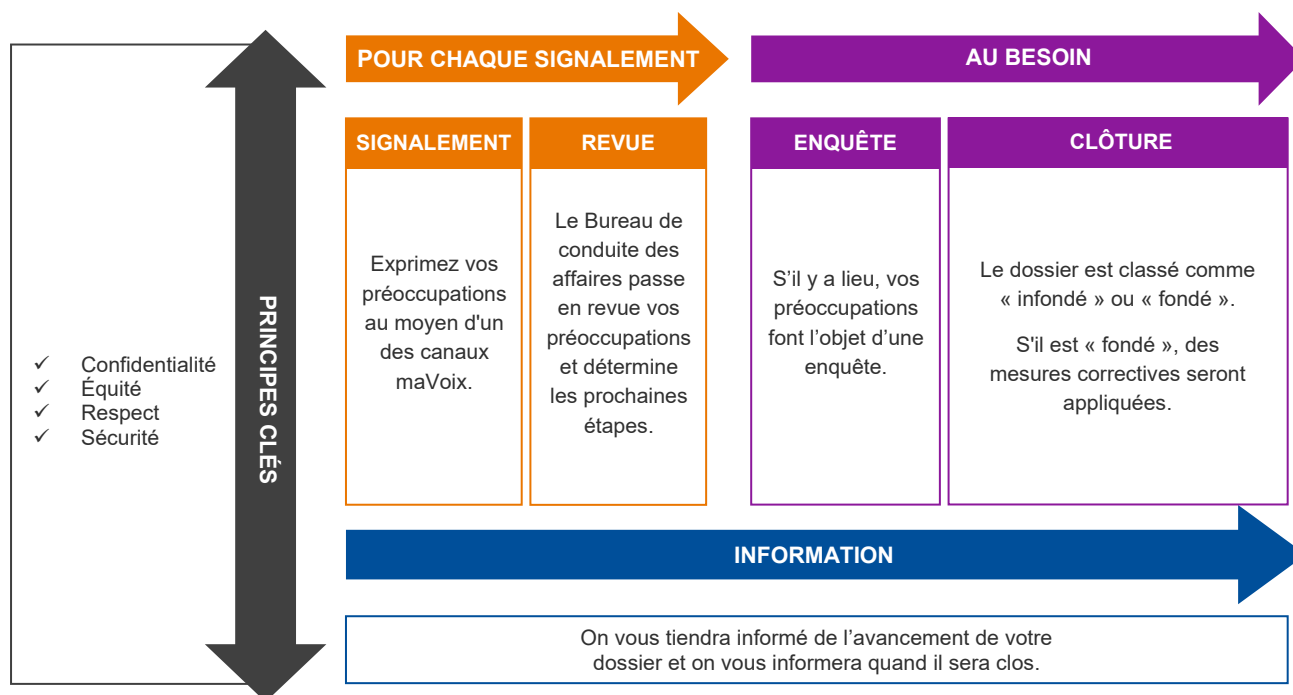 ✓ Confidentialité
✓ Équité
✓ Respect
✓ Sécurité
PRINCIPES CLÉS
POUR CHAQUE SIGNALEMENT
AU BESOIN
SIGNALEMENT
Exprimez vos
préoccupations
au moyen d'un
des canaux
maVoix.
REVUE
Le Bureau de
conduite des
affaires passe
en revue vos
préoccupations
et détermine
les prochaines
étapes.
ENQUÊTE
S’il y a lieu, vos
préoccupations
font l’objet d’une
enquête.
CLÔTURE
Le dossier est classé comme
« infondé » ou « fondé ».
S'il est « fondé », des
mesures correctives seront
appliquées.
INFORMATION
On vous tiendra informé de l’avancement de votre
dossier et on vous informera quand il sera clos.